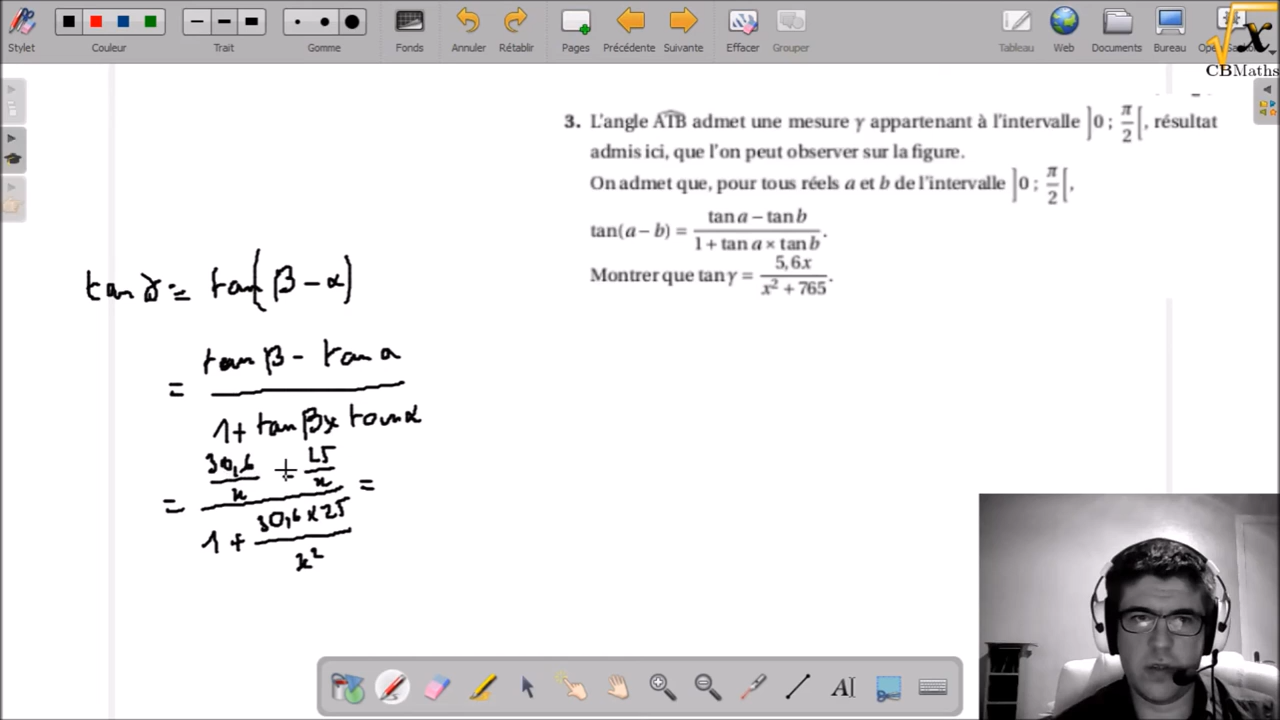 Stylet Couleur Trait Gomme Fonds Annuler Rétablir Pages Précédente Suivante Effacer Grouper Tableau Web Documents Bureau
√x
CBMaths
3. L'angle ATB admet une mesure γ appartenant à l'intervalle ]0 ; π/2[, résultat
admis ici, que l'on peut observer sur la figure.
On admet que, pour tous réels a et b de l'intervalle ]0 ; π/2[,
tan(a − b) = (tan a − tan b)/(1 + tan a × tan b).
Montrer que tan γ = 5,6x/(x² + 765).
tan γ = tan(β − α)
= (tan β − tan α)/(1 + tan β × tan α)
= (30,6/x + 25/x)/(1 + 30,6 × 25/x²) =